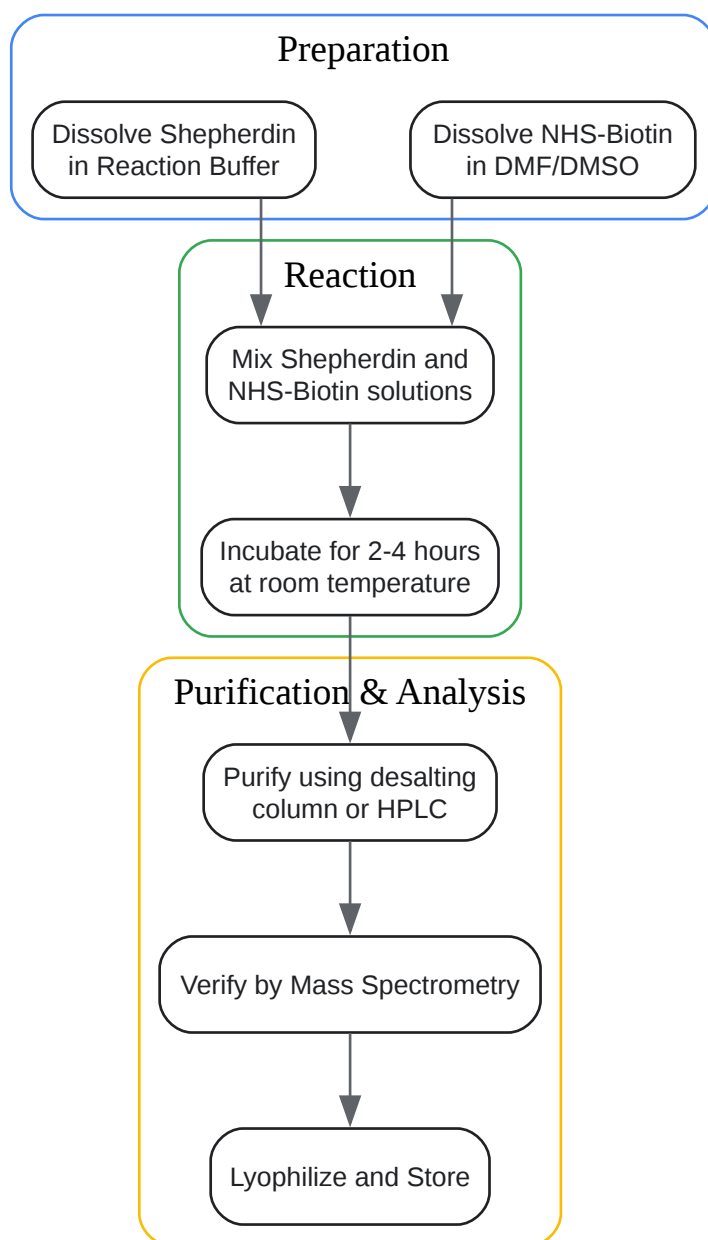 Preparation
Dissolve Shepherdin
in Reaction Buffer
Dissolve NHS-Biotin
in DMF/DMSO
Reaction
Mix Shepherdin and
NHS-Biotin solutions
Incubate for 2-4 hours
at room temperature
Purification & Analysis
Purify using desalting
column or HPLC
Verify by Mass Spectrometry
Lyophilize and Store